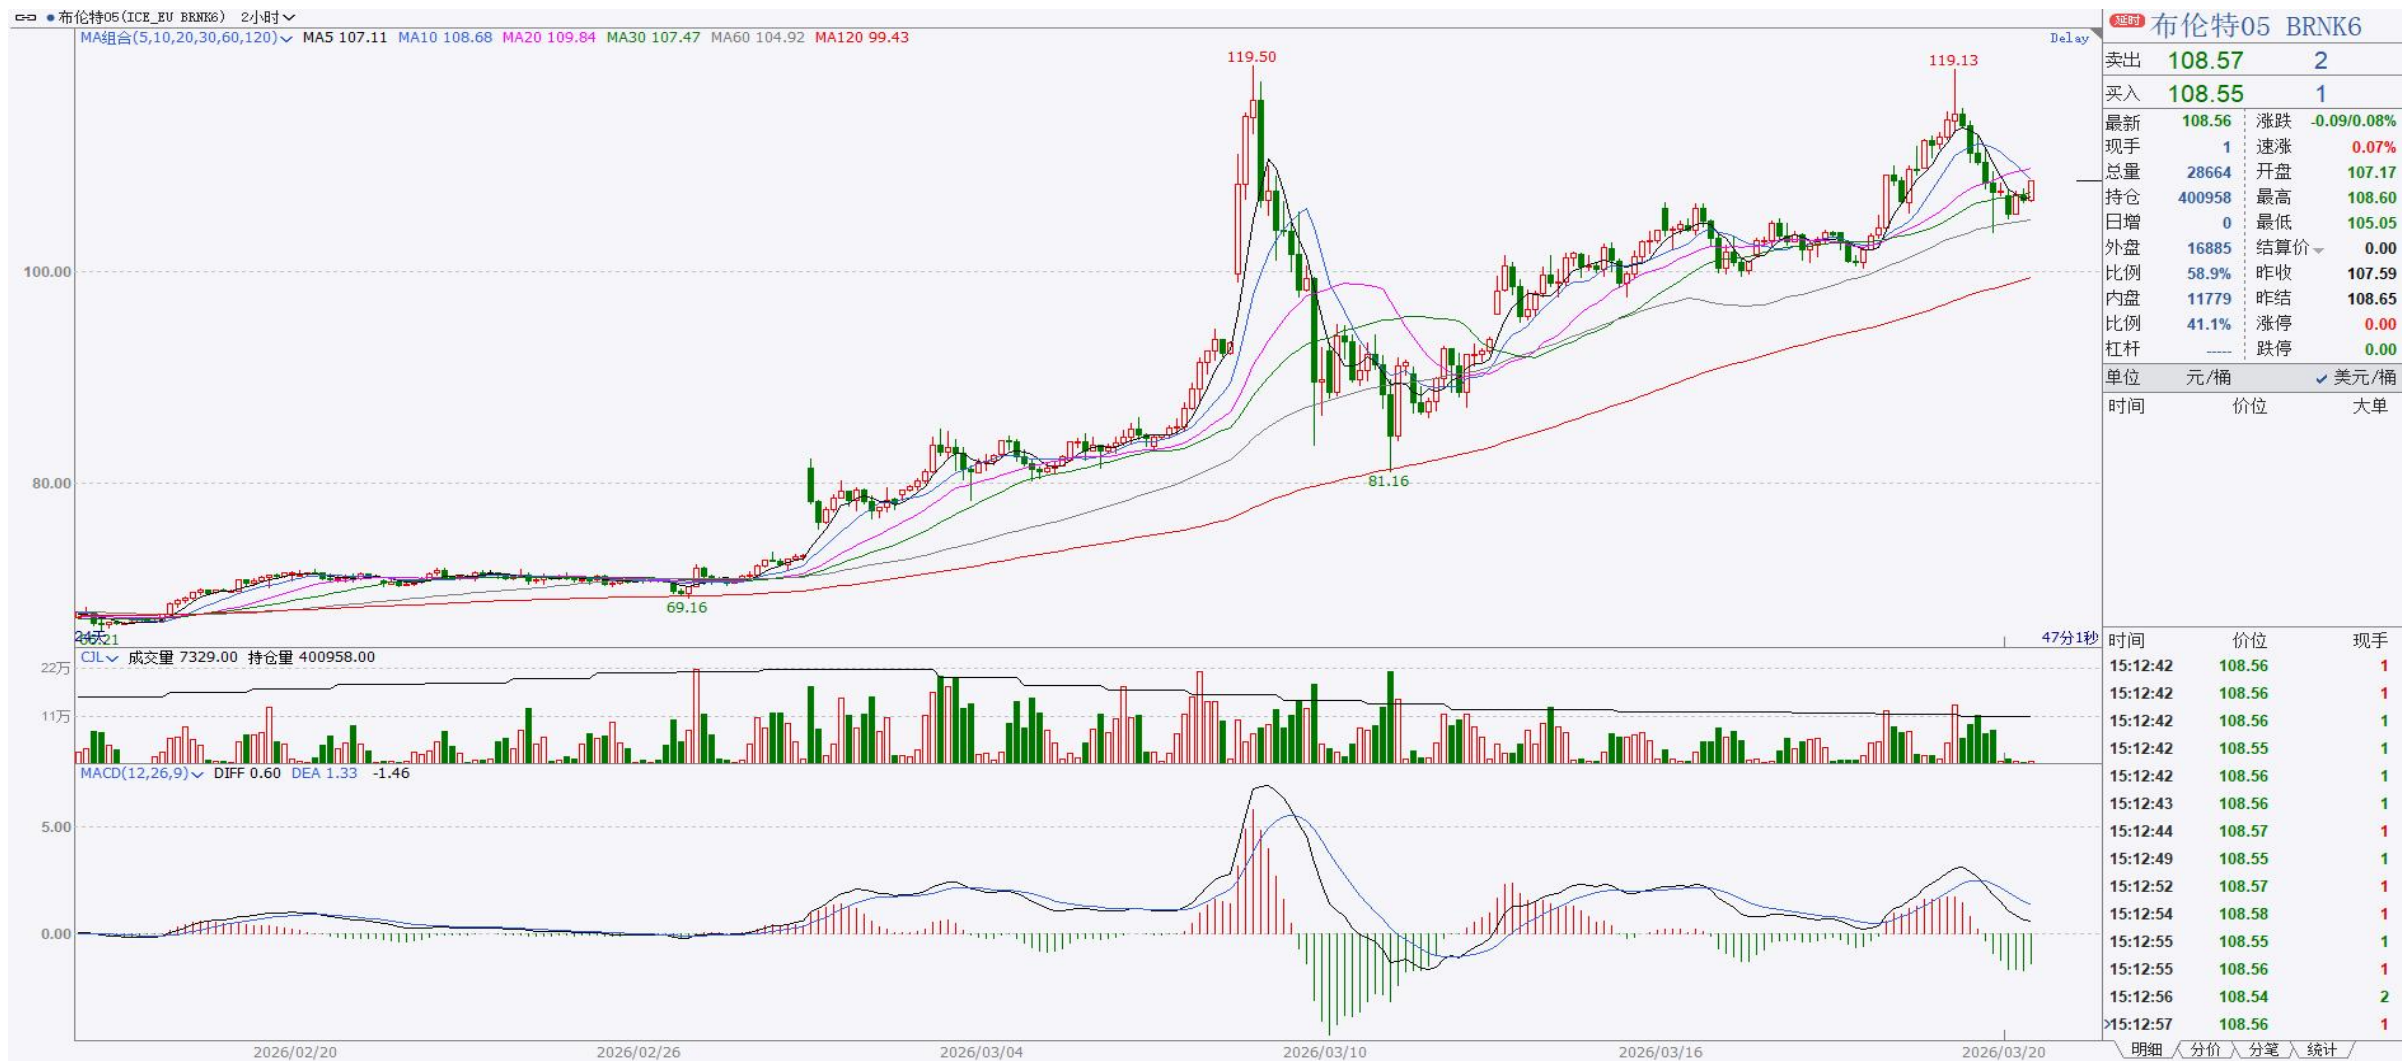 布伦特05(ICE_EU BRNK6) 2小时
MA组合(5,10,20,30,60,120) MA5 107.11 MA10 108.68 MA20 109.84 MA30 107.47 MA60 104.92 MA120 99.43
Delay
119.50
119.13
100.00
80.00
81.16
69.16
24天
47分1秒
CJL 成交量 7329.00 持仓量 400958.00
22万
11万
MACD(12,26,9) DIFF 0.60 DEA 1.33 -1.46
5.00
0.00
2026/02/20 2026/02/26 2026/03/04 2026/03/10 2026/03/16 2026/03/20
延时 布伦特05 BRNK6
卖出 108.57 2
买入 108.55 1
最新 108.56 涨跌 -0.09/0.08%
现手 1 速涨 0.07%
总量 28664 开盘 107.17
持仓 400958 最高 108.60
日增 0 最低 105.05
外盘 16885 结算价 0.00
比例 58.9% 昨收 107.59
内盘 11779 昨结 108.65
比例 41.1% 涨停 0.00
杠杆 ----- 跌停 0.00
单位 元/桶 ✓ 美元/桶
时间 价位 大单
时间 价位 现手
15:12:42 108.56 1
15:12:42 108.56 1
15:12:42 108.56 1
15:12:42 108.55 1
15:12:42 108.56 1
15:12:43 108.56 1
15:12:44 108.57 1
15:12:49 108.55 1
15:12:52 108.57 1
15:12:54 108.58 1
15:12:55 108.55 1
15:12:55 108.56 1
15:12:56 108.54 2
15:12:57 108.56 1
明细 分价 分笔 统计